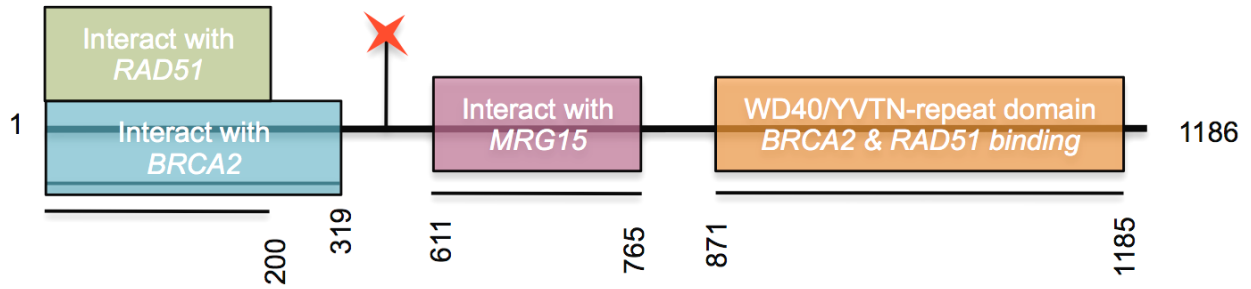 Interact with
RAD51
Interact with
BRCA2
Interact with
MRG15
WD40/YVTN-repeat domain
BRCA2 & RAD51 binding
1
1186
200
319
611
765
871
1185